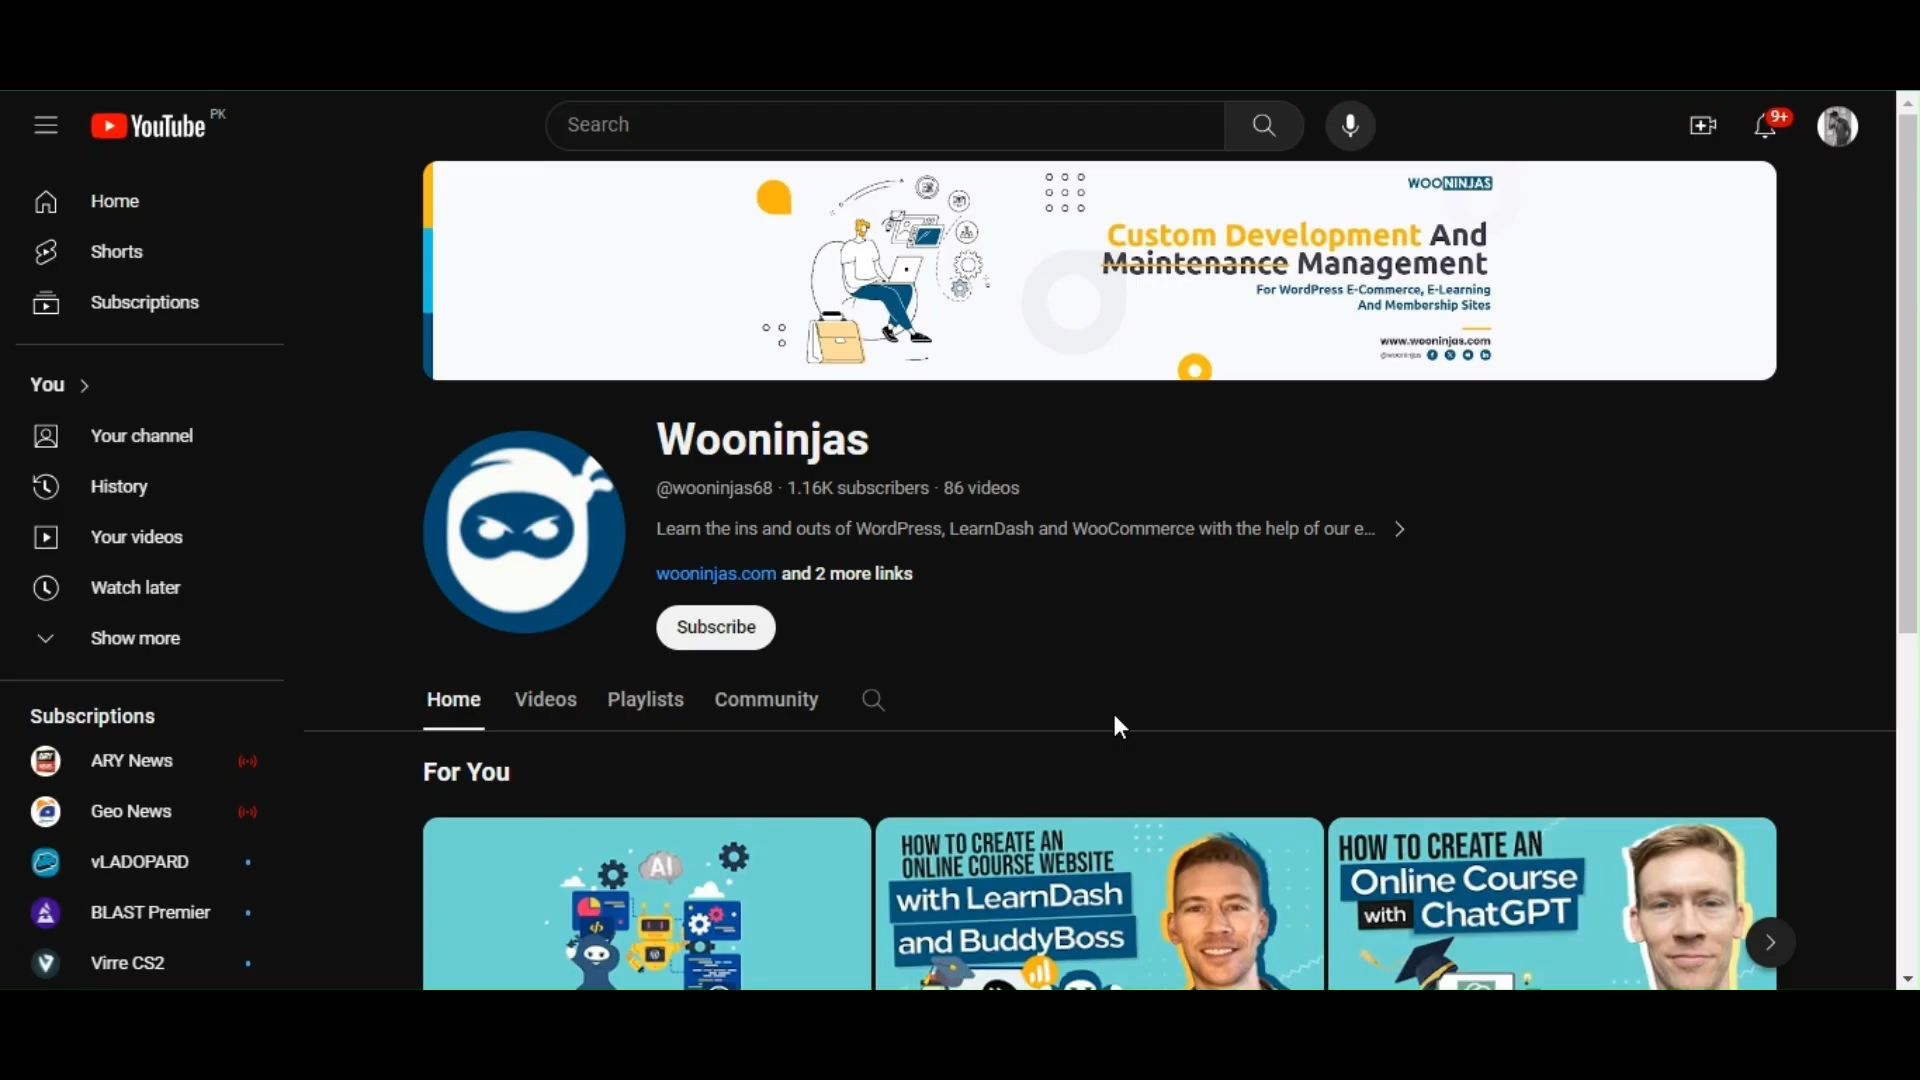 YouTube PK
Search
9+
Home
Shorts
Subscriptions
You
Your channel
History
Your videos
Watch later
Show more
Subscriptions
ARY News
Geo News
vLADOPARD
BLAST Premier
Virre CS2
WOONINJAS
Custom Development And
Maintenance Management
For WordPress E-Commerce, E-Learning
And Membership Sites
www.wooninjas.com
@wooninjas
Wooninjas
@wooninjas68 · 1.16K subscribers · 86 videos
Learn the ins and outs of WordPress, LearnDash and WooCommerce with the help of our e...
wooninjas.com and 2 more links
Subscribe
Home Videos Playlists Community
For You
AI
HOW TO CREATE AN
ONLINE COURSE WEBSITE
with LearnDash
and BuddyBoss
HOW TO CREATE AN
Online Course
with ChatGPT